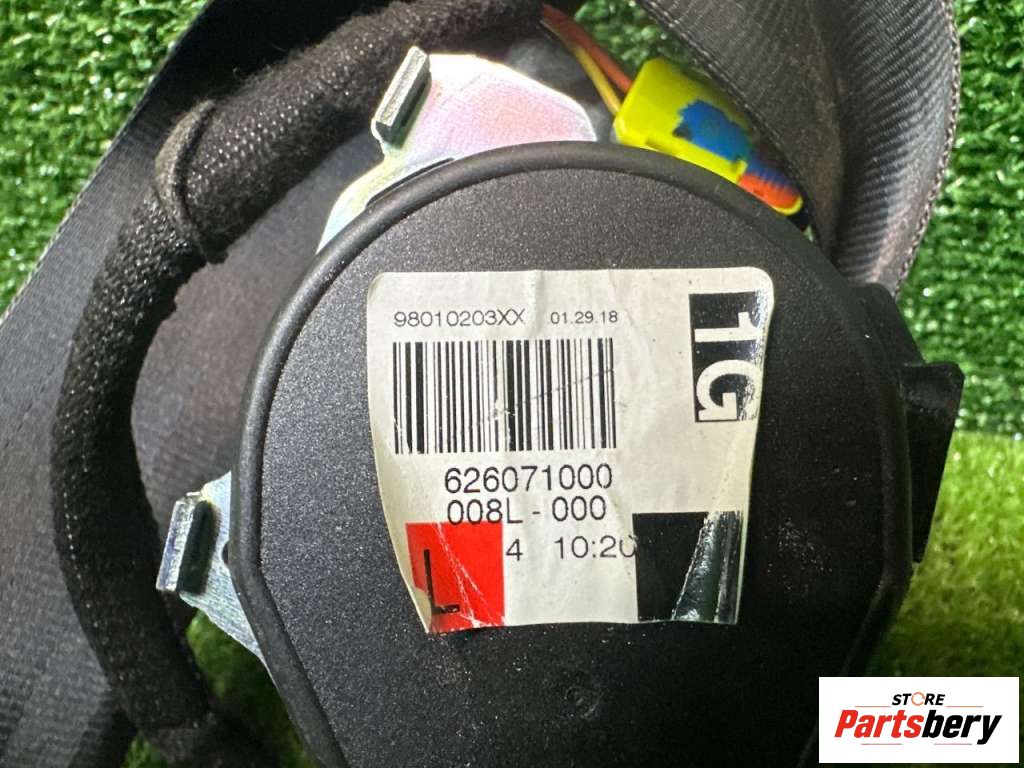 98010203XX 01.29.18
1G
626071000
008L - 000
L 4 10:20
STORE
Partsbery